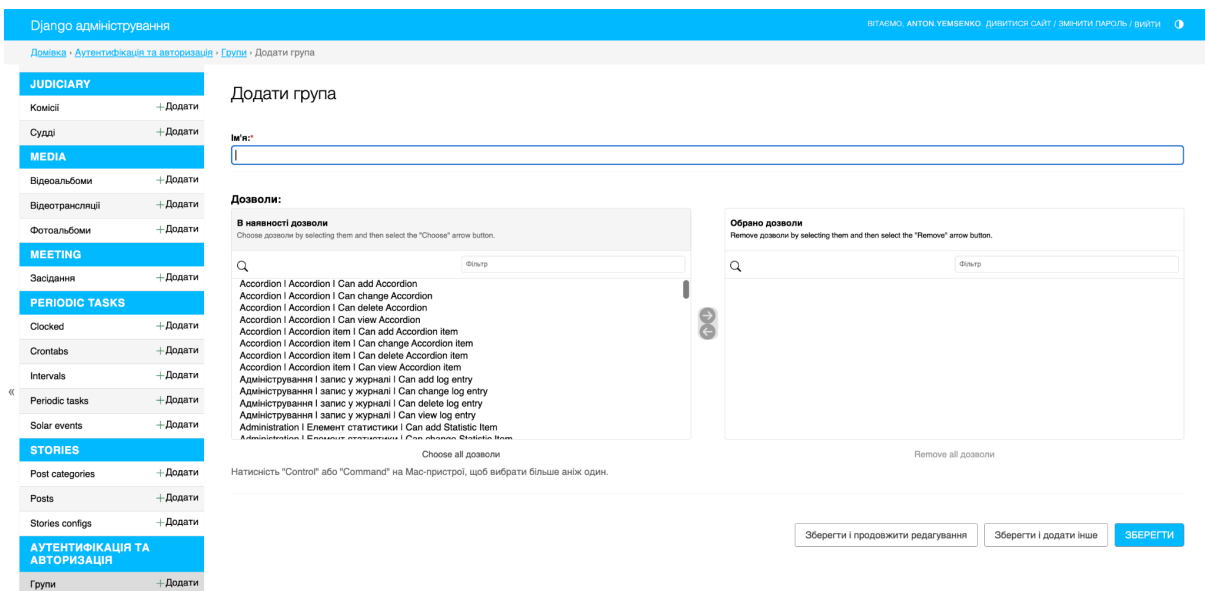 Django адміністрування
ВІТАЄМО, ANTON.YEMSENKO. ДИВИТИСЯ САЙТ / ЗМІНИТИ ПАРОЛЬ / ВИЙТИ
Домівка › Аутентифікація та авторизація › Групи › Додати група
JUDICIARY
Комісії +Додати
Судді +Додати
MEDIA
Відеоальбоми +Додати
Відеотрансляції +Додати
Фотоальбоми +Додати
MEETING
Засідання +Додати
PERIODIC TASKS
Clocked +Додати
Crontabs +Додати
Intervals +Додати
Periodic tasks +Додати
Solar events +Додати
STORIES
Post categories +Додати
Posts +Додати
Stories configs +Додати
АУТЕНТИФІКАЦІЯ ТА
АВТОРИЗАЦІЯ
Групи +Додати
«
Додати група
Ім'я:*
Дозволи:
В наявності дозволи
Choose дозволи by selecting them and then select the "Choose" arrow button.
Фільтр
Accordion | Accordion | Can add Accordion
Accordion | Accordion | Can change Accordion
Accordion | Accordion | Can delete Accordion
Accordion | Accordion | Can view Accordion
Accordion | Accordion item | Can add Accordion item
Accordion | Accordion item | Can change Accordion item
Accordion | Accordion item | Can delete Accordion item
Accordion | Accordion item | Can view Accordion item
Адміністрування | запис у журналі | Can add log entry
Адміністрування | запис у журналі | Can change log entry
Адміністрування | запис у журналі | Can delete log entry
Адміністрування | запис у журналі | Can view log entry
Administration | Елемент статистики | Can add Statistic Item
Administration | Елемент статистики | Can change Statistic Item
Choose all дозволи
Обрано дозволи
Remove дозволи by selecting them and then select the "Remove" arrow button.
Фільтр
Remove all дозволи
Натисність "Control" або "Command" на Mac-пристрої, щоб вибрати більше аніж один.
Зберегти і продовжити редагування
Зберегти і додати інше
ЗБЕРЕГТИ